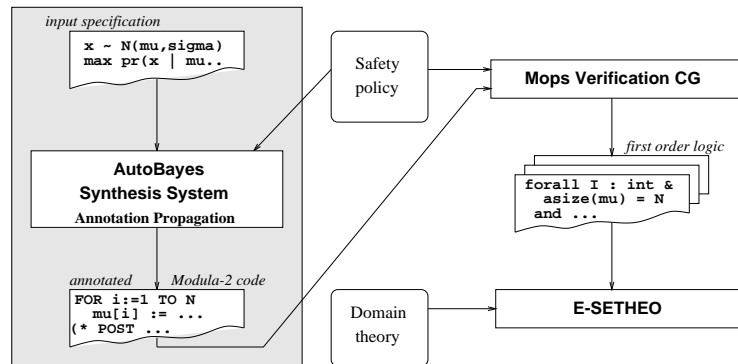 input specification
x ~ N(mu,sigma)
max pr(x | mu..
AutoBayes
Synthesis System
Annotation Propagation
annotated Modula-2 code
FOR i:=1 TO N
mu[i] := ...
(* POST ...
Safety
policy
Domain
theory
Mops Verification CG
first order logic
forall I : int &
asize(mu) = N
and ...
E-SETHEO